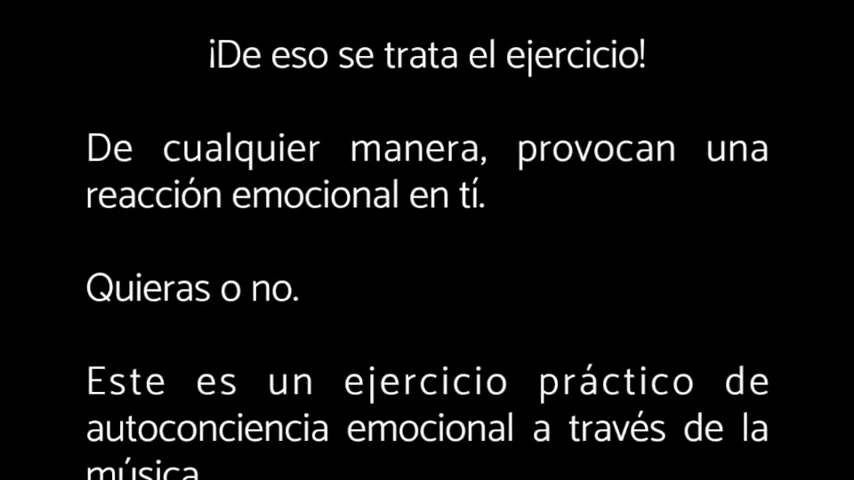 ¡De eso se trata el ejercicio!
De cualquier manera, provocan una
reacción emocional en tí.
Quieras o no.
Este es un ejercicio práctico de
autoconciencia emocional a través de la
música